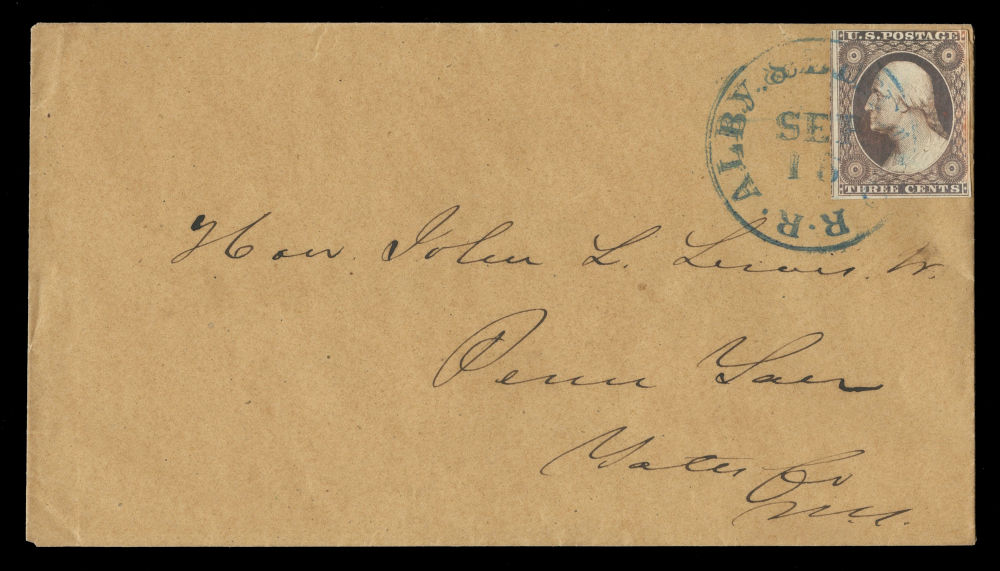 U.S. POSTAGE
THREE CENTS
R.R. ALBY. &
SEP
Hon. John L. Lewis. Jr.
Penn Yan
Yates Co
N.Y.